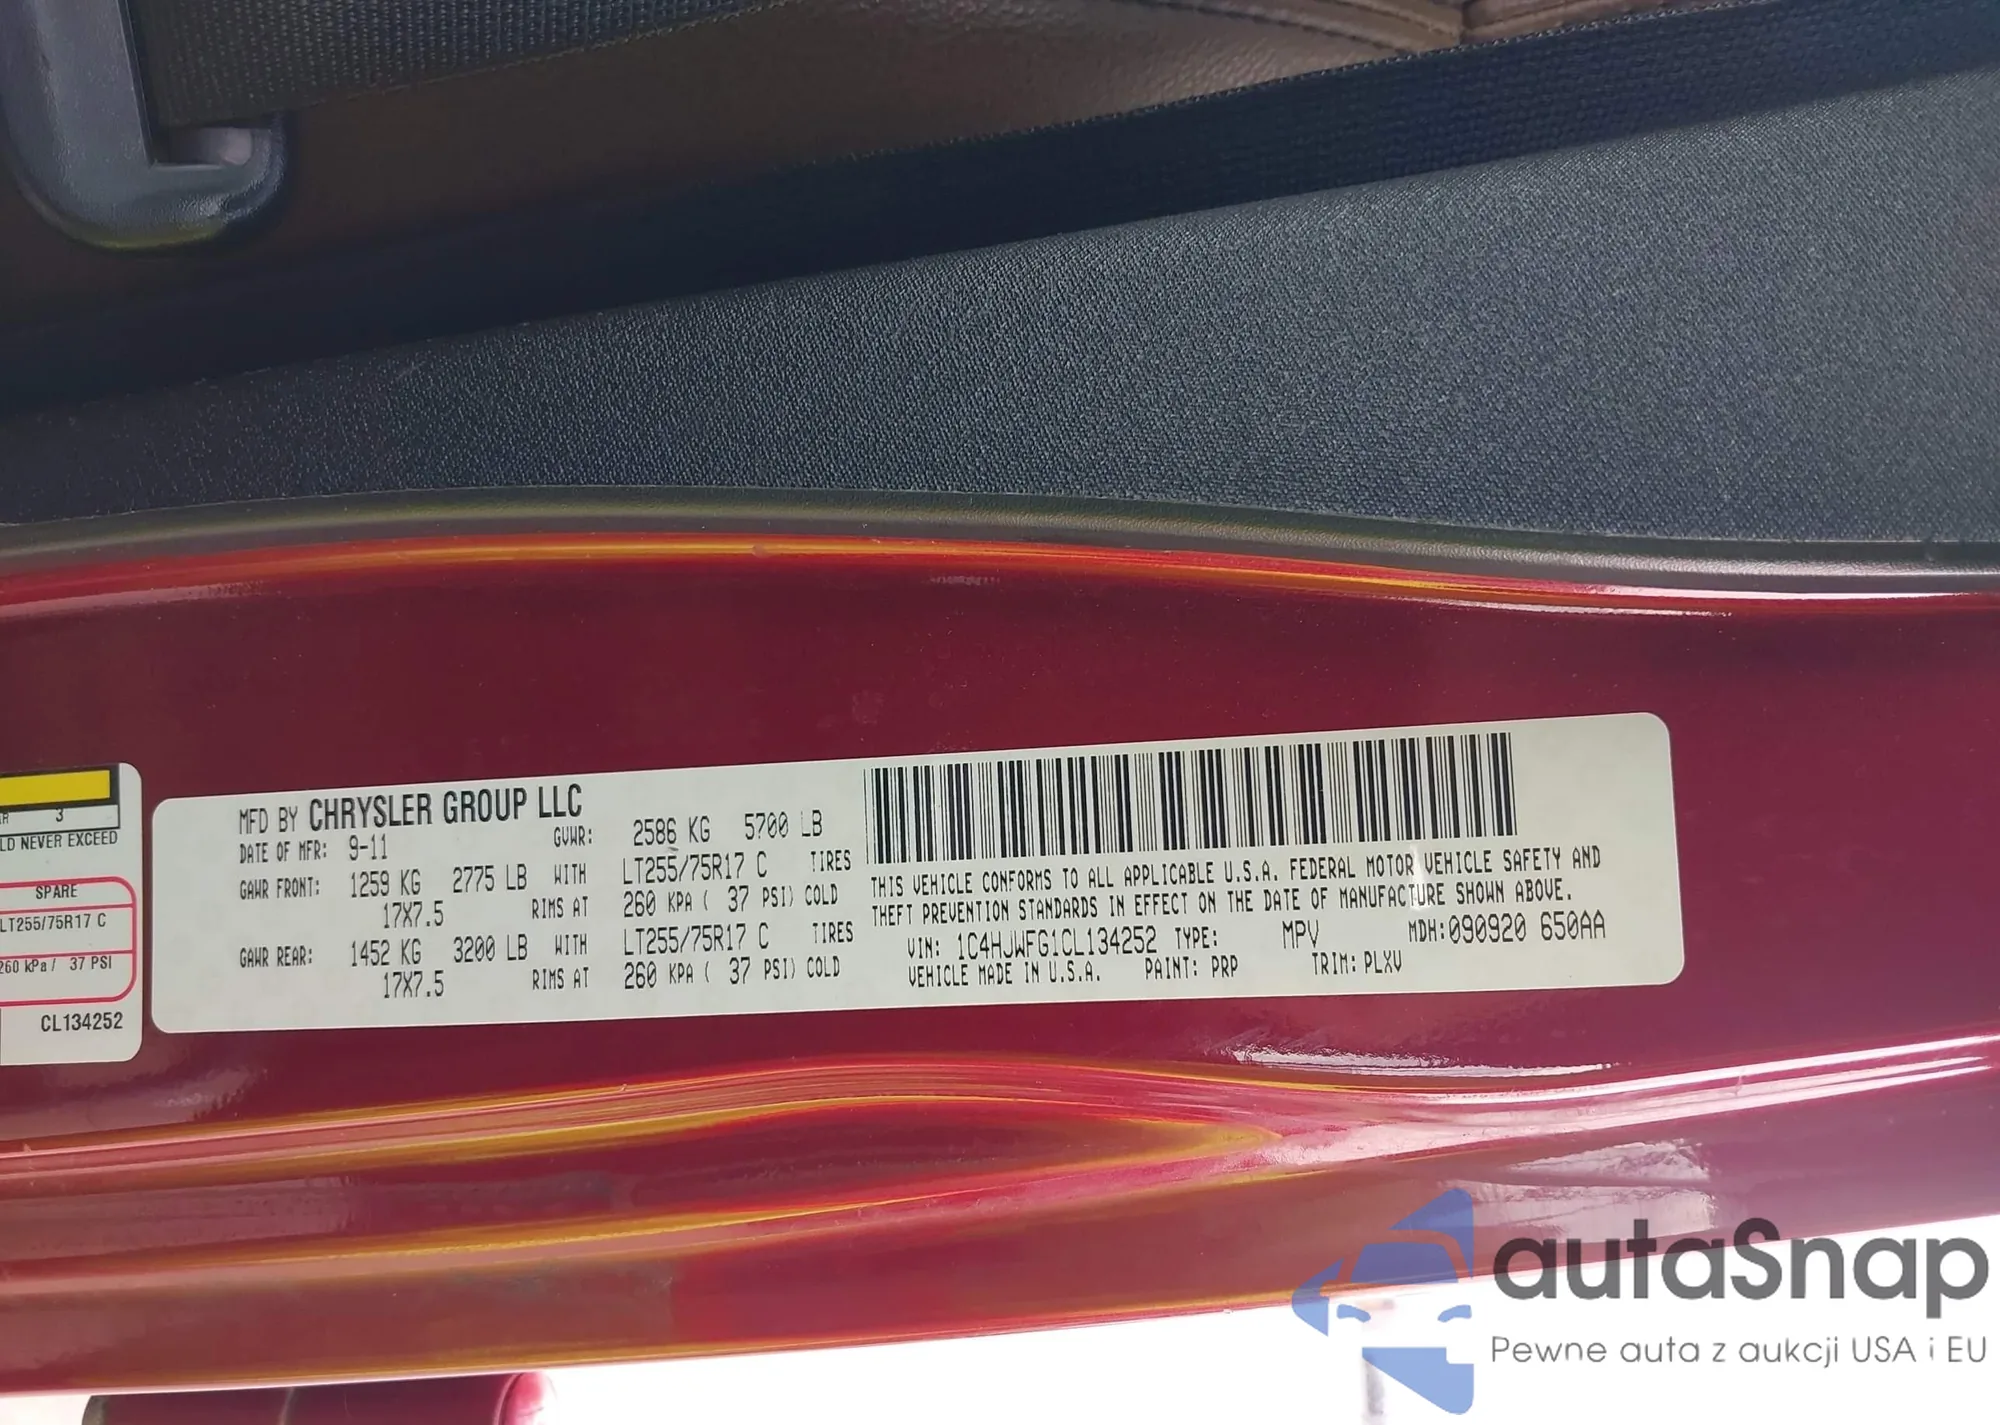 AR 3
LD NEVER EXCEED
SPARE
LT255/75R17 C
260 kPa / 37 PSI
CL134252
MFD BY CHRYSLER GROUP LLC
DATE OF MFR: 9-11 GVWR: 2586 KG 5700 LB
GAWR FRONT: 1259 KG 2775 LB WITH LT255/75R17 C TIRES
17X7.5 RIMS AT 260 KPA ( 37 PSI) COLD
GAWR REAR: 1452 KG 3200 LB WITH LT255/75R17 C TIRES
17X7.5 RIMS AT 260 KPA ( 37 PSI) COLD
THIS VEHICLE CONFORMS TO ALL APPLICABLE U.S.A. FEDERAL MOTOR VEHICLE SAFETY AND
THEFT PREVENTION STANDARDS IN EFFECT ON THE DATE OF MANUFACTURE SHOWN ABOVE.
VIN: 1C4HJWFG1CL134252 TYPE: MPV MDH:090920 650AA
VEHICLE MADE IN U.S.A. PAINT: PRP TRIM: PLXV
autaSnap
Pewne auta z aukcji USA i EU